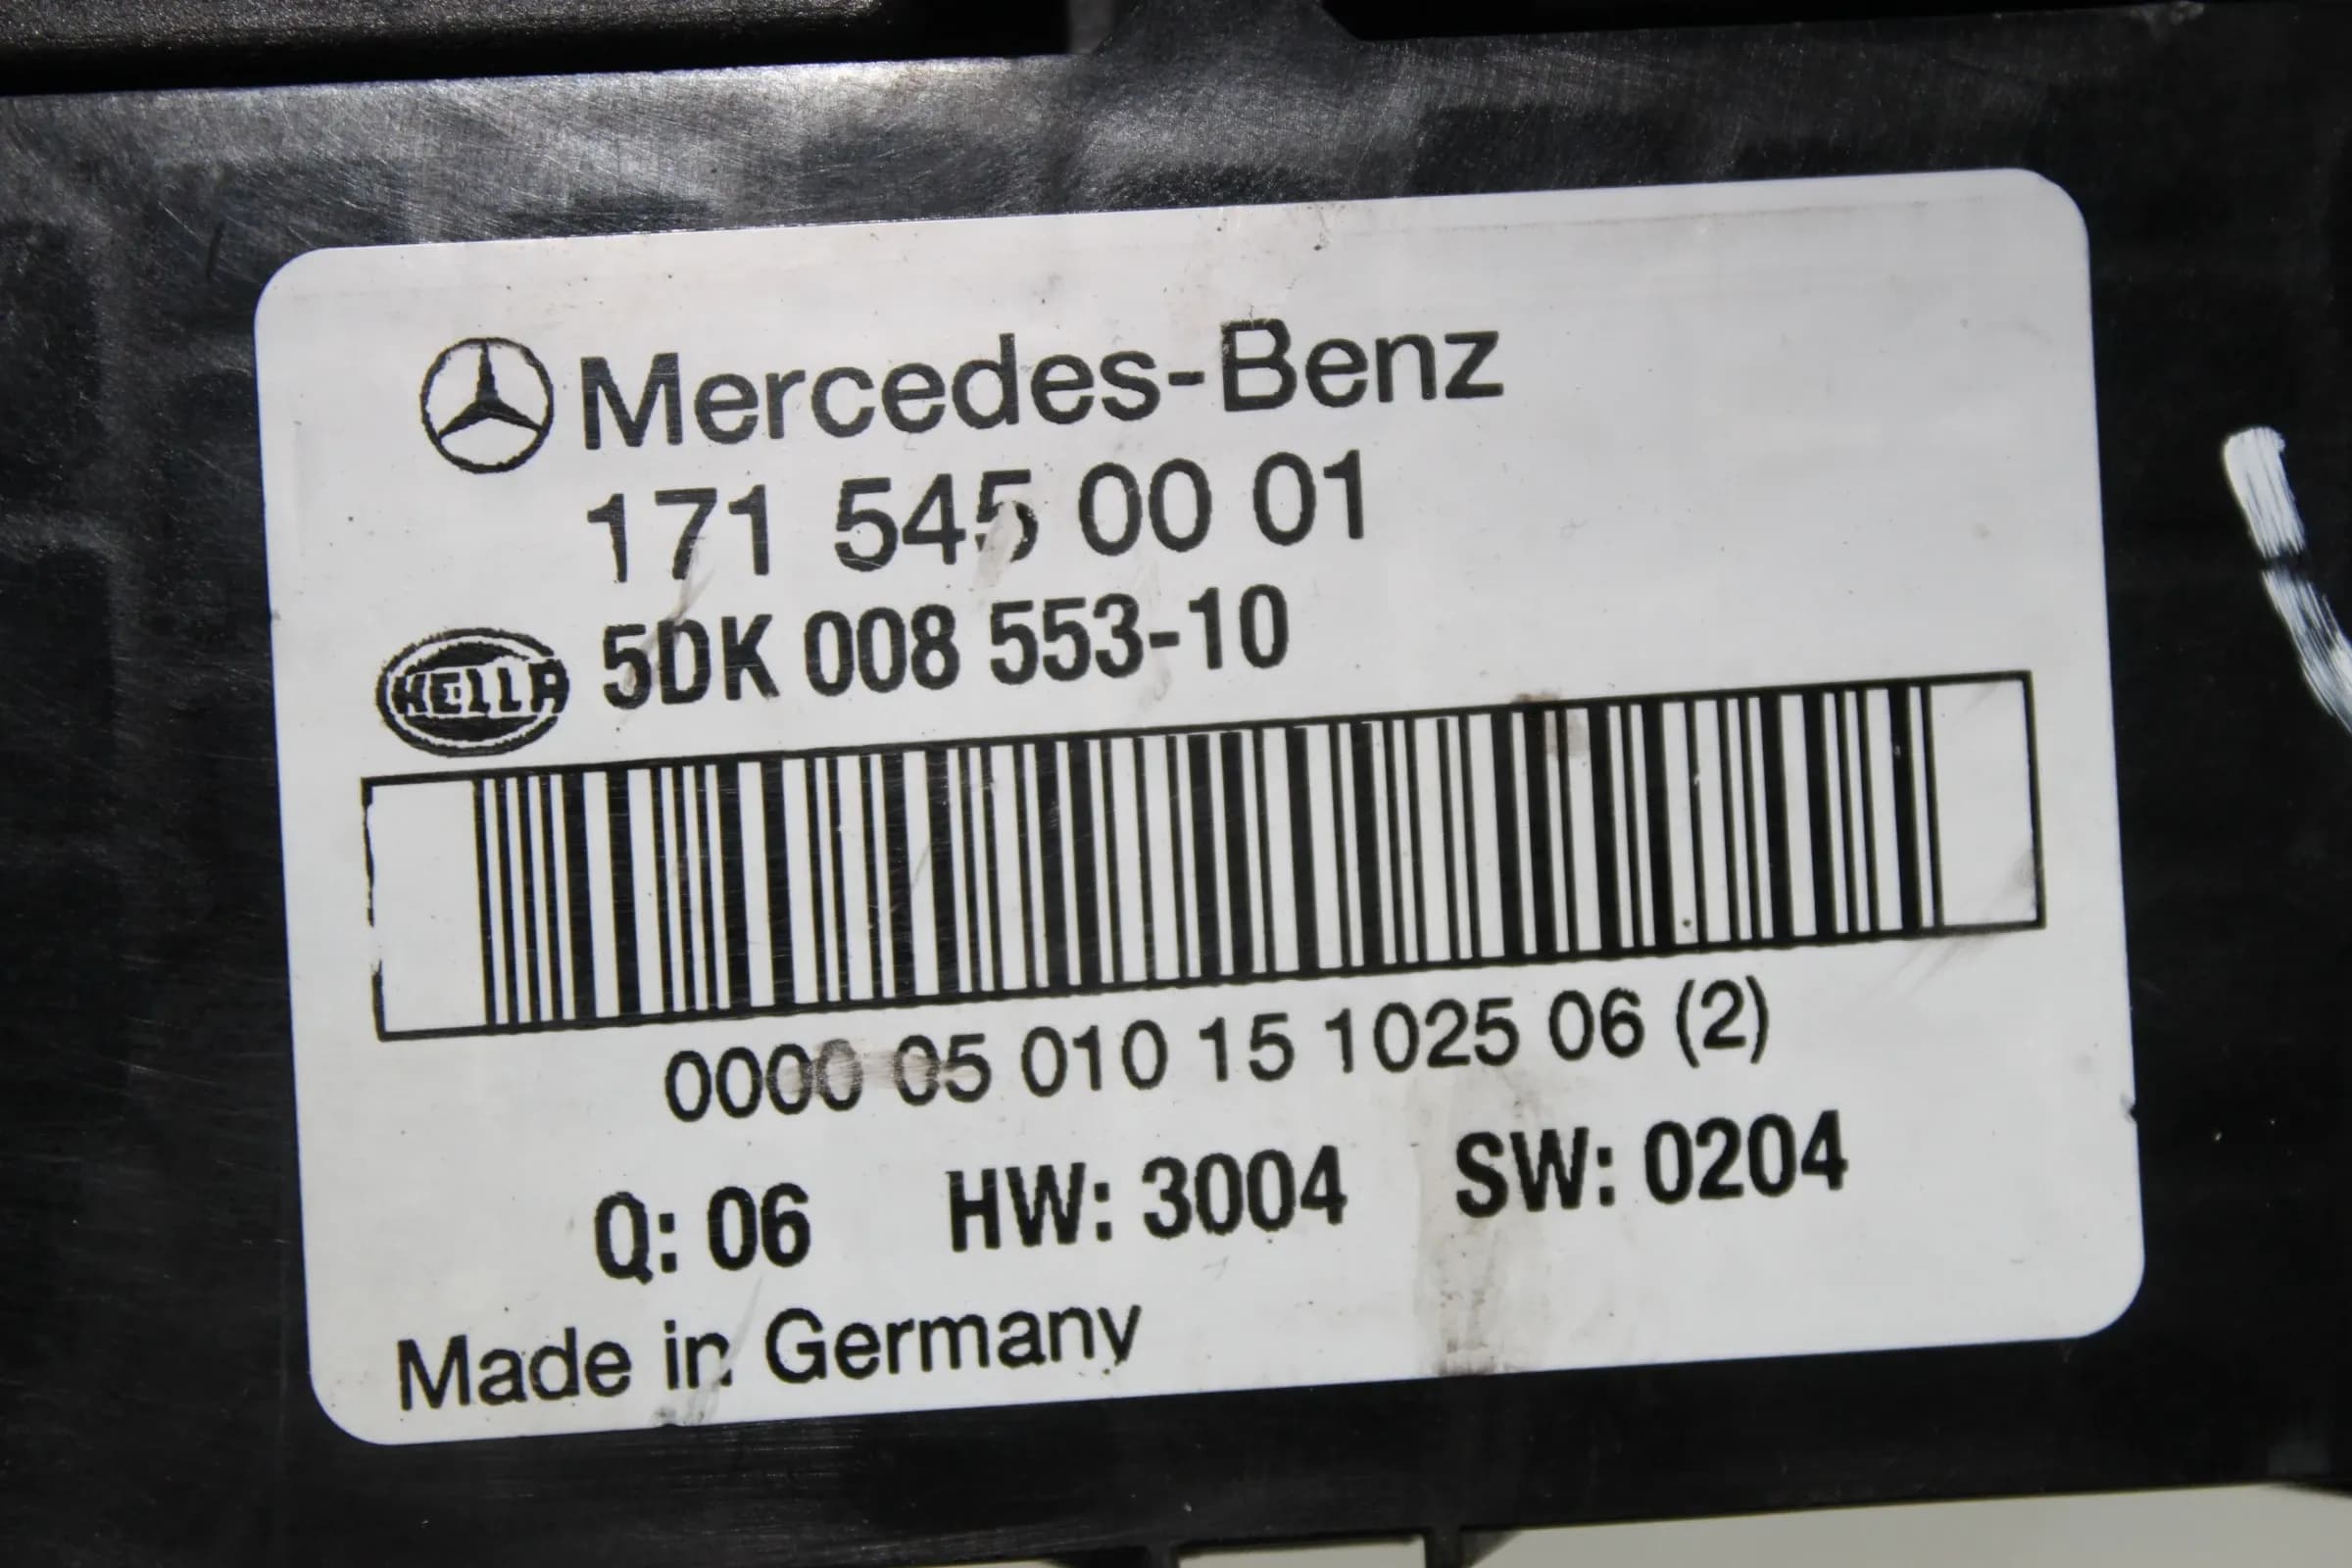 Mercedes-Benz
171 545 00 01
HELLA 5DK 008 553-10
0000 05 010 15 1025 06 (2)
Q: 06 HW: 3004 SW: 0204
Made in Germany